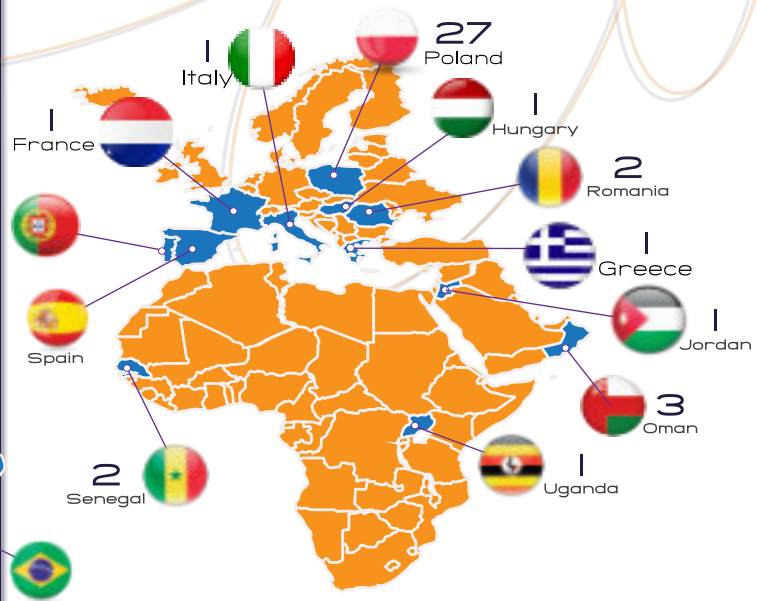 27
Poland
1
Italy
1
France
1
Hungary
2
Romania
1
Greece
Spain
1
Jordan
3
Oman
2
Senegal
1
Uganda